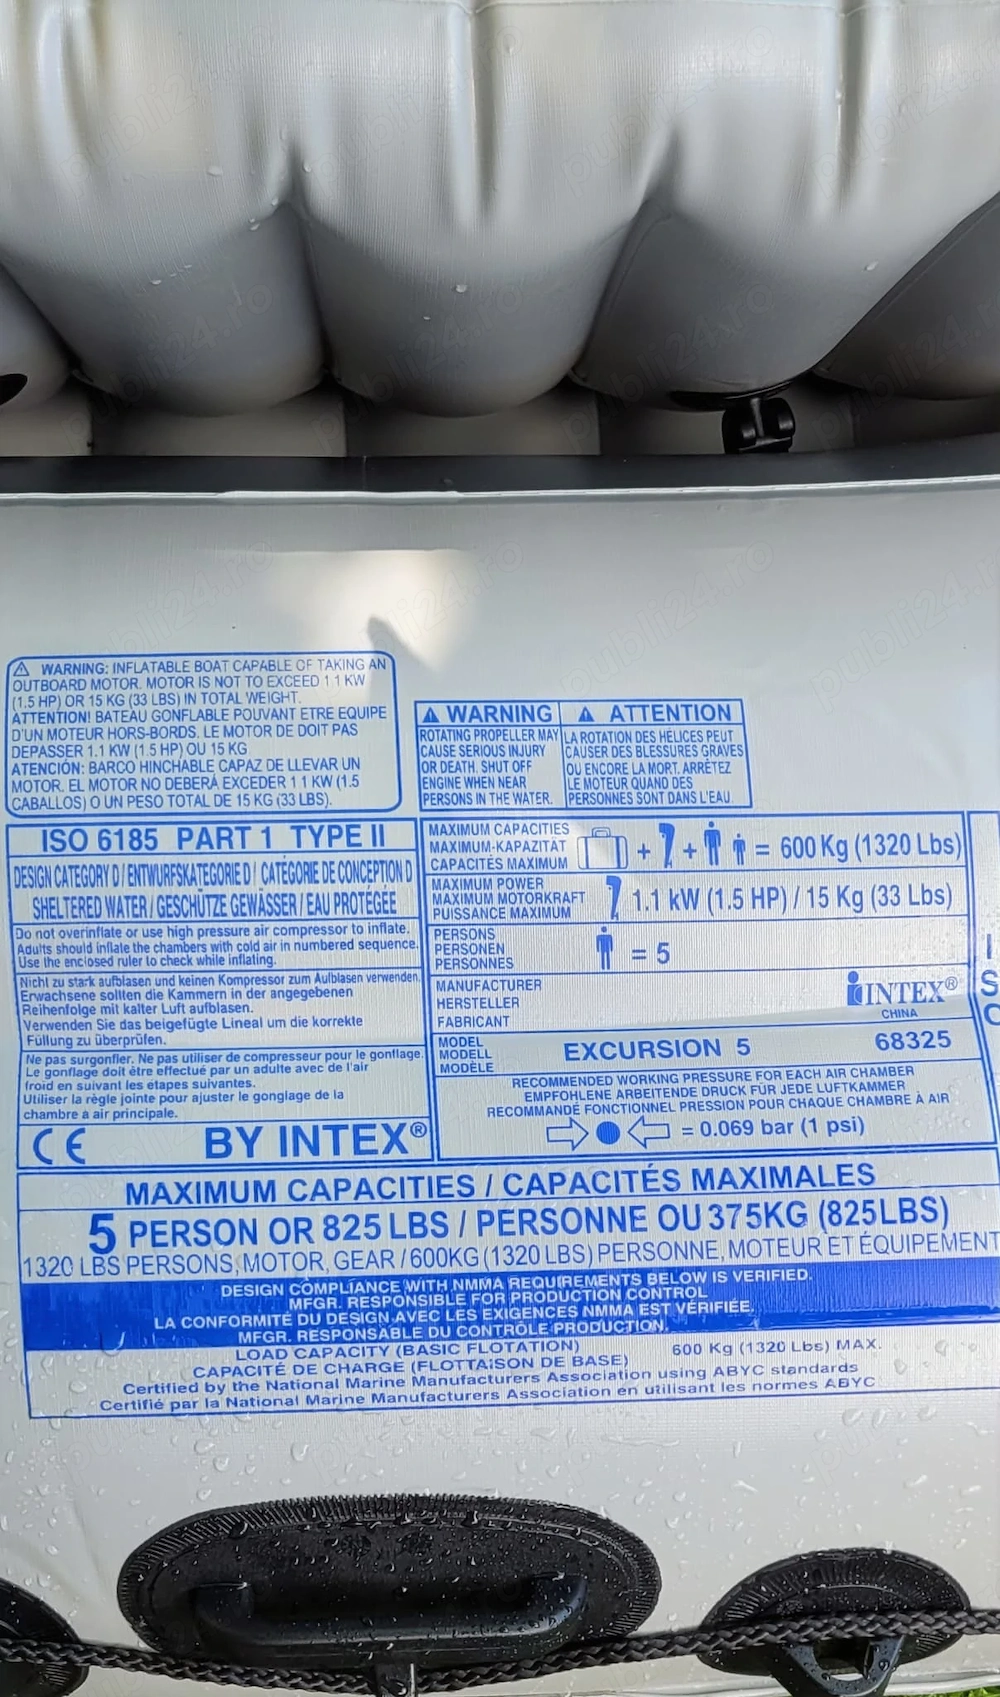 ⚠ WARNING: INFLATABLE BOAT CAPABLE OF TAKING AN
OUTBOARD MOTOR. MOTOR IS NOT TO EXCEED 1.1 KW
(1.5 HP) OR 15 KG (33 LBS) IN TOTAL WEIGHT.
ATTENTION! BATEAU GONFLABLE POUVANT ETRE EQUIPE
D'UN MOTEUR HORS-BORDS. LE MOTEUR DE DOIT PAS
DEPASSER 1.1 KW (1.5 HP) OU 15 KG
ATENCIÓN: BARCO HINCHABLE CAPAZ DE LLEVAR UN
MOTOR. EL MOTOR NO DEBERÁ EXCEDER 1.1 KW (1.5
CABALLOS) O UN PESO TOTAL DE 15 KG (33 LBS).
⚠ WARNING
ROTATING PROPELLER MAY
CAUSE SERIOUS INJURY
OR DEATH. SHUT OFF
ENGINE WHEN NEAR
PERSONS IN THE WATER.
⚠ ATTENTION
LA ROTATION DES HÉLICES PEUT
CAUSER DES BLESSURES GRAVES
OU ENCORE LA MORT. ARRÊTEZ
LE MOTEUR QUAND DES
PERSONNES SONT DANS L'EAU.
ISO 6185 PART 1 TYPE II
DESIGN CATEGORY D / ENTWURFSKATEGORIE D / CATÉGORIE DE CONCEPTION D
SHELTERED WATER / GESCHÜTZE GEWÄSSER / EAU PROTÉGÉE
Do not overinflate or use high pressure air compressor to inflate.
Adults should inflate the chambers with cold air in numbered sequence.
Use the enclosed ruler to check while inflating.
Nicht zu stark aufblasen und keinen Kompressor zum Aufblasen verwenden.
Erwachsene sollten die Kammern in der angegebenen
Reihenfolge mit kalter Luft aufblasen.
Verwenden Sie das beigefügte Lineal um die korrekte
Füllung zu überprüfen.
Ne pas surgonfler. Ne pas utiliser de compresseur pour le gonflage.
Le gonflage doit être effectué par un adulte avec de l'air
froid en suivant les etapes suivantes.
Utiliser la règle jointe pour ajuster le gonglage de la
chambre à air principale.
CE BY INTEX®
MAXIMUM CAPACITIES
MAXIMUM-KAPAZITÄT
CAPACITÉS MAXIMUM
+ + = 600 Kg (1320 Lbs)
MAXIMUM POWER
MAXIMUM MOTORKRAFT
PUISSANCE MAXIMUM
1.1 kW (1.5 HP) / 15 Kg (33 Lbs)
PERSONS
PERSONEN
PERSONNES
= 5
MANUFACTURER
HERSTELLER
FABRICANT
INTEX®
CHINA
MODEL
MODELL
MODÈLE
EXCURSION 5 68325
RECOMMENDED WORKING PRESSURE FOR EACH AIR CHAMBER
EMPFOHLENE ARBEITENDE DRUCK FÜR JEDE LUFTKAMMER
RECOMMANDÉ FONCTIONNEL PRESSION POUR CHAQUE CHAMBRE À AIR
= 0.069 bar (1 psi)
MAXIMUM CAPACITIES / CAPACITÉS MAXIMALES
5 PERSON OR 825 LBS / PERSONNE OU 375KG (825LBS)
1320 LBS PERSONS, MOTOR, GEAR / 600KG (1320 LBS) PERSONNE, MOTEUR ET ÉQUIPEMENT
DESIGN COMPLIANCE WITH NMMA REQUIREMENTS BELOW IS VERIFIED.
MFGR. RESPONSIBLE FOR PRODUCTION CONTROL
LA CONFORMITÉ DU DESIGN AVEC LES EXIGENCES NMMA EST VÉRIFIÉE,
MFGR. RESPONSABLE DU CONTRÔLE PRODUCTION.
LOAD CAPACITY (BASIC FLOTATION) 600 Kg (1320 Lbs) MAX.
CAPACITÉ DE CHARGE (FLOTTAISON DE BASE)
Certified by the National Marine Manufacturers Association using ABYC standards
Certifié par la National Marine Manufacturers Association en utilisant les normes ABYC
publi24.ro